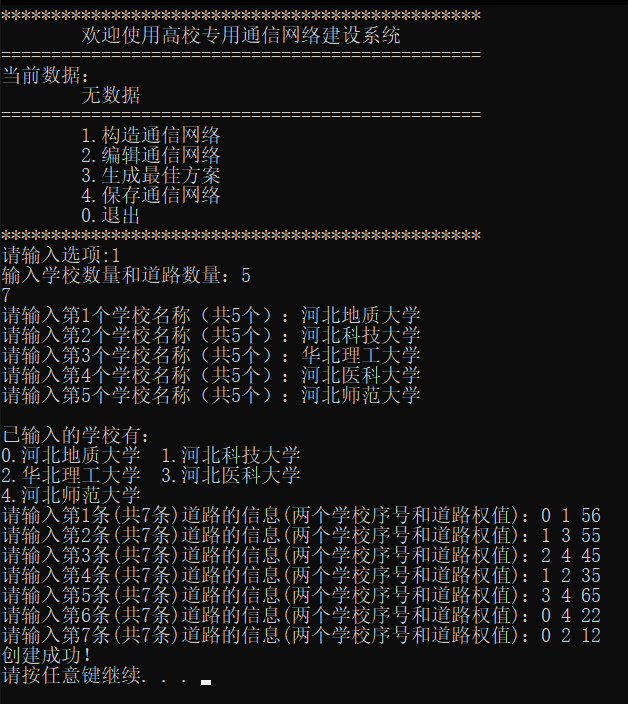 ************************************************
欢迎使用高校专用通信网络建设系统
================================================
当前数据:
无数据
================================================
1.构造通信网络
2.编辑通信网络
3.生成最佳方案
4.保存通信网络
0.退出
************************************************
请输入选项:1
输入学校数量和道路数量: 5
7
请输入第1个学校名称（共5个）: 河北地质大学
请输入第2个学校名称（共5个）: 河北科技大学
请输入第3个学校名称（共5个）: 华北理工大学
请输入第4个学校名称（共5个）: 河北医科大学
请输入第5个学校名称（共5个）: 河北师范大学
已输入的学校有:
0.河北地质大学  1.河北科技大学
2.华北理工大学  3.河北医科大学
4.河北师范大学
请输入第1条(共7条)道路的信息(两个学校序号和道路权值): 0 1 56
请输入第2条(共7条)道路的信息(两个学校序号和道路权值): 1 3 55
请输入第3条(共7条)道路的信息(两个学校序号和道路权值): 2 4 45
请输入第4条(共7条)道路的信息(两个学校序号和道路权值): 1 2 35
请输入第5条(共7条)道路的信息(两个学校序号和道路权值): 3 4 65
请输入第6条(共7条)道路的信息(两个学校序号和道路权值): 0 4 22
请输入第7条(共7条)道路的信息(两个学校序号和道路权值): 0 2 12
创建成功!
请按任意键继续. . .